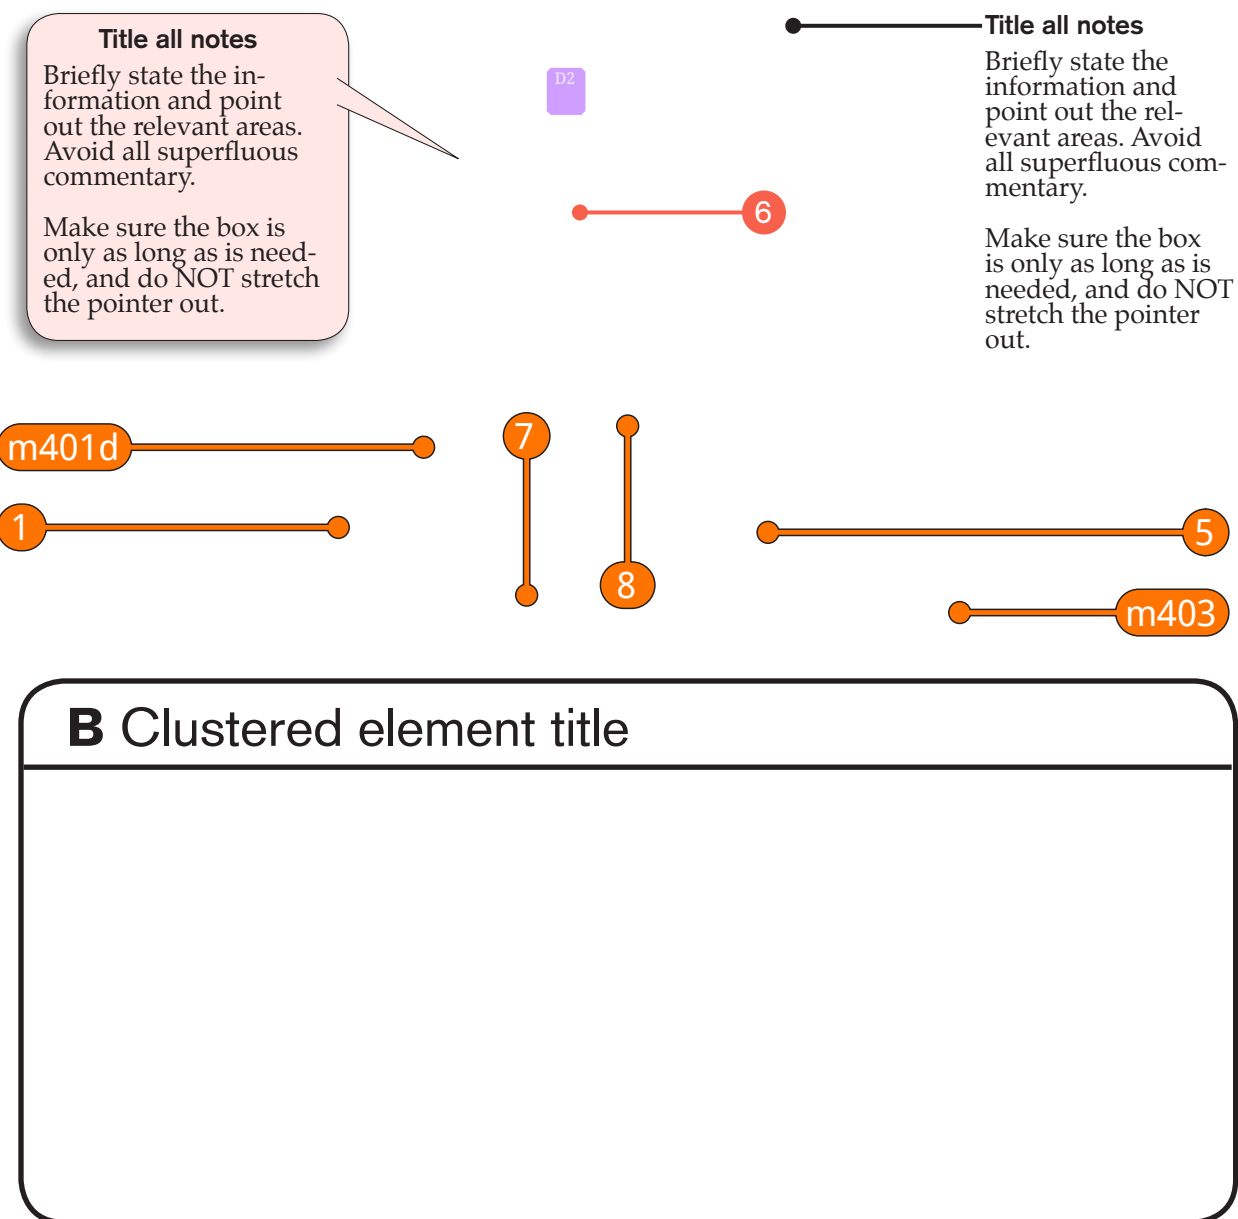 Title all notes
Briefly state the in-
formation and point
out the relevant areas.
Avoid all superfluous
commentary.
Make sure the box is
only as long as is need-
ed, and do NOT stretch
the pointer out.
D2
6
Title all notes
Briefly state the
information and
point out the rel-
evant areas. Avoid
all superfluous com-
mentary.
Make sure the box
is only as long as is
needed, and do NOT
stretch the pointer
out.
m401d
7
1
8
5
m403
B Clustered element title